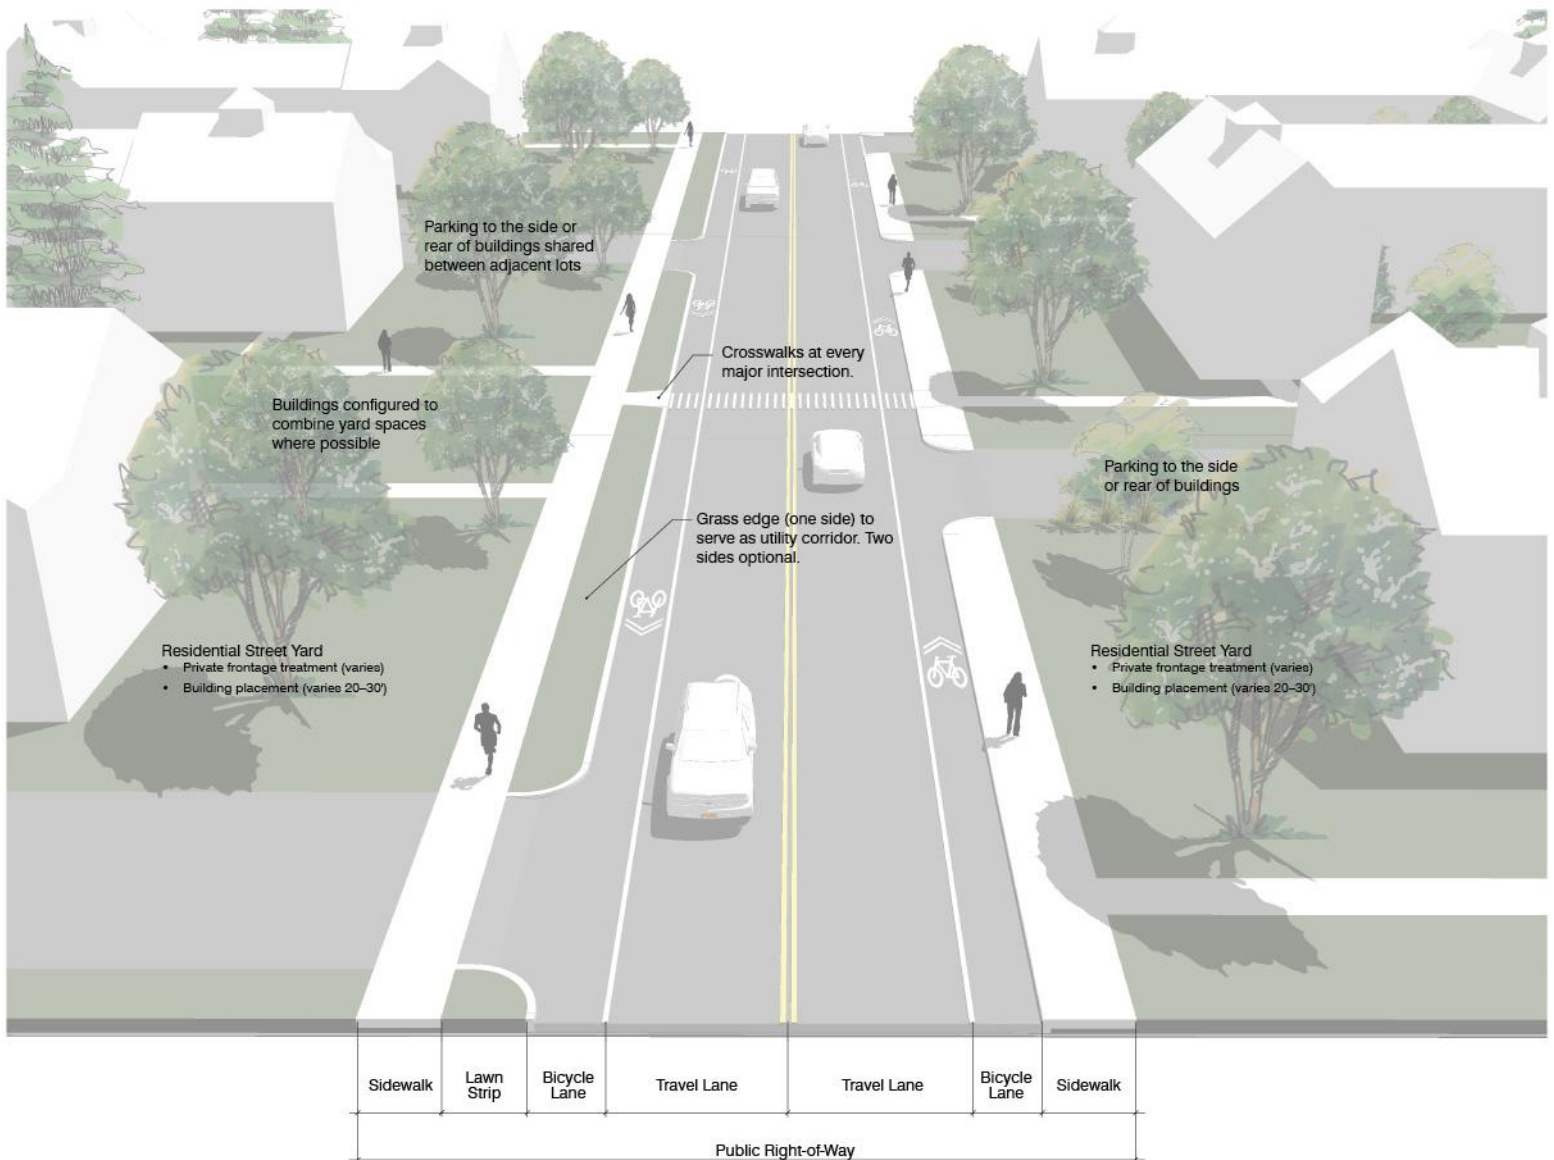 Parking to the side or
rear of buildings shared
between adjacent lots
Crosswalks at every
major intersection.
Buildings configured to
combine yard spaces
where possible
Parking to the side
or rear of buildings
Grass edge (one side) to
serve as utility corridor. Two
sides optional.
Residential Street Yard
• Private frontage treatment (varies)
• Building placement (varies 20–30')
Residential Street Yard
• Private frontage treatment (varies)
• Building placement (varies 20–30')
Sidewalk
Lawn
Strip
Bicycle
Lane
Travel Lane
Travel Lane
Bicycle
Lane
Sidewalk
Public Right-of-Way